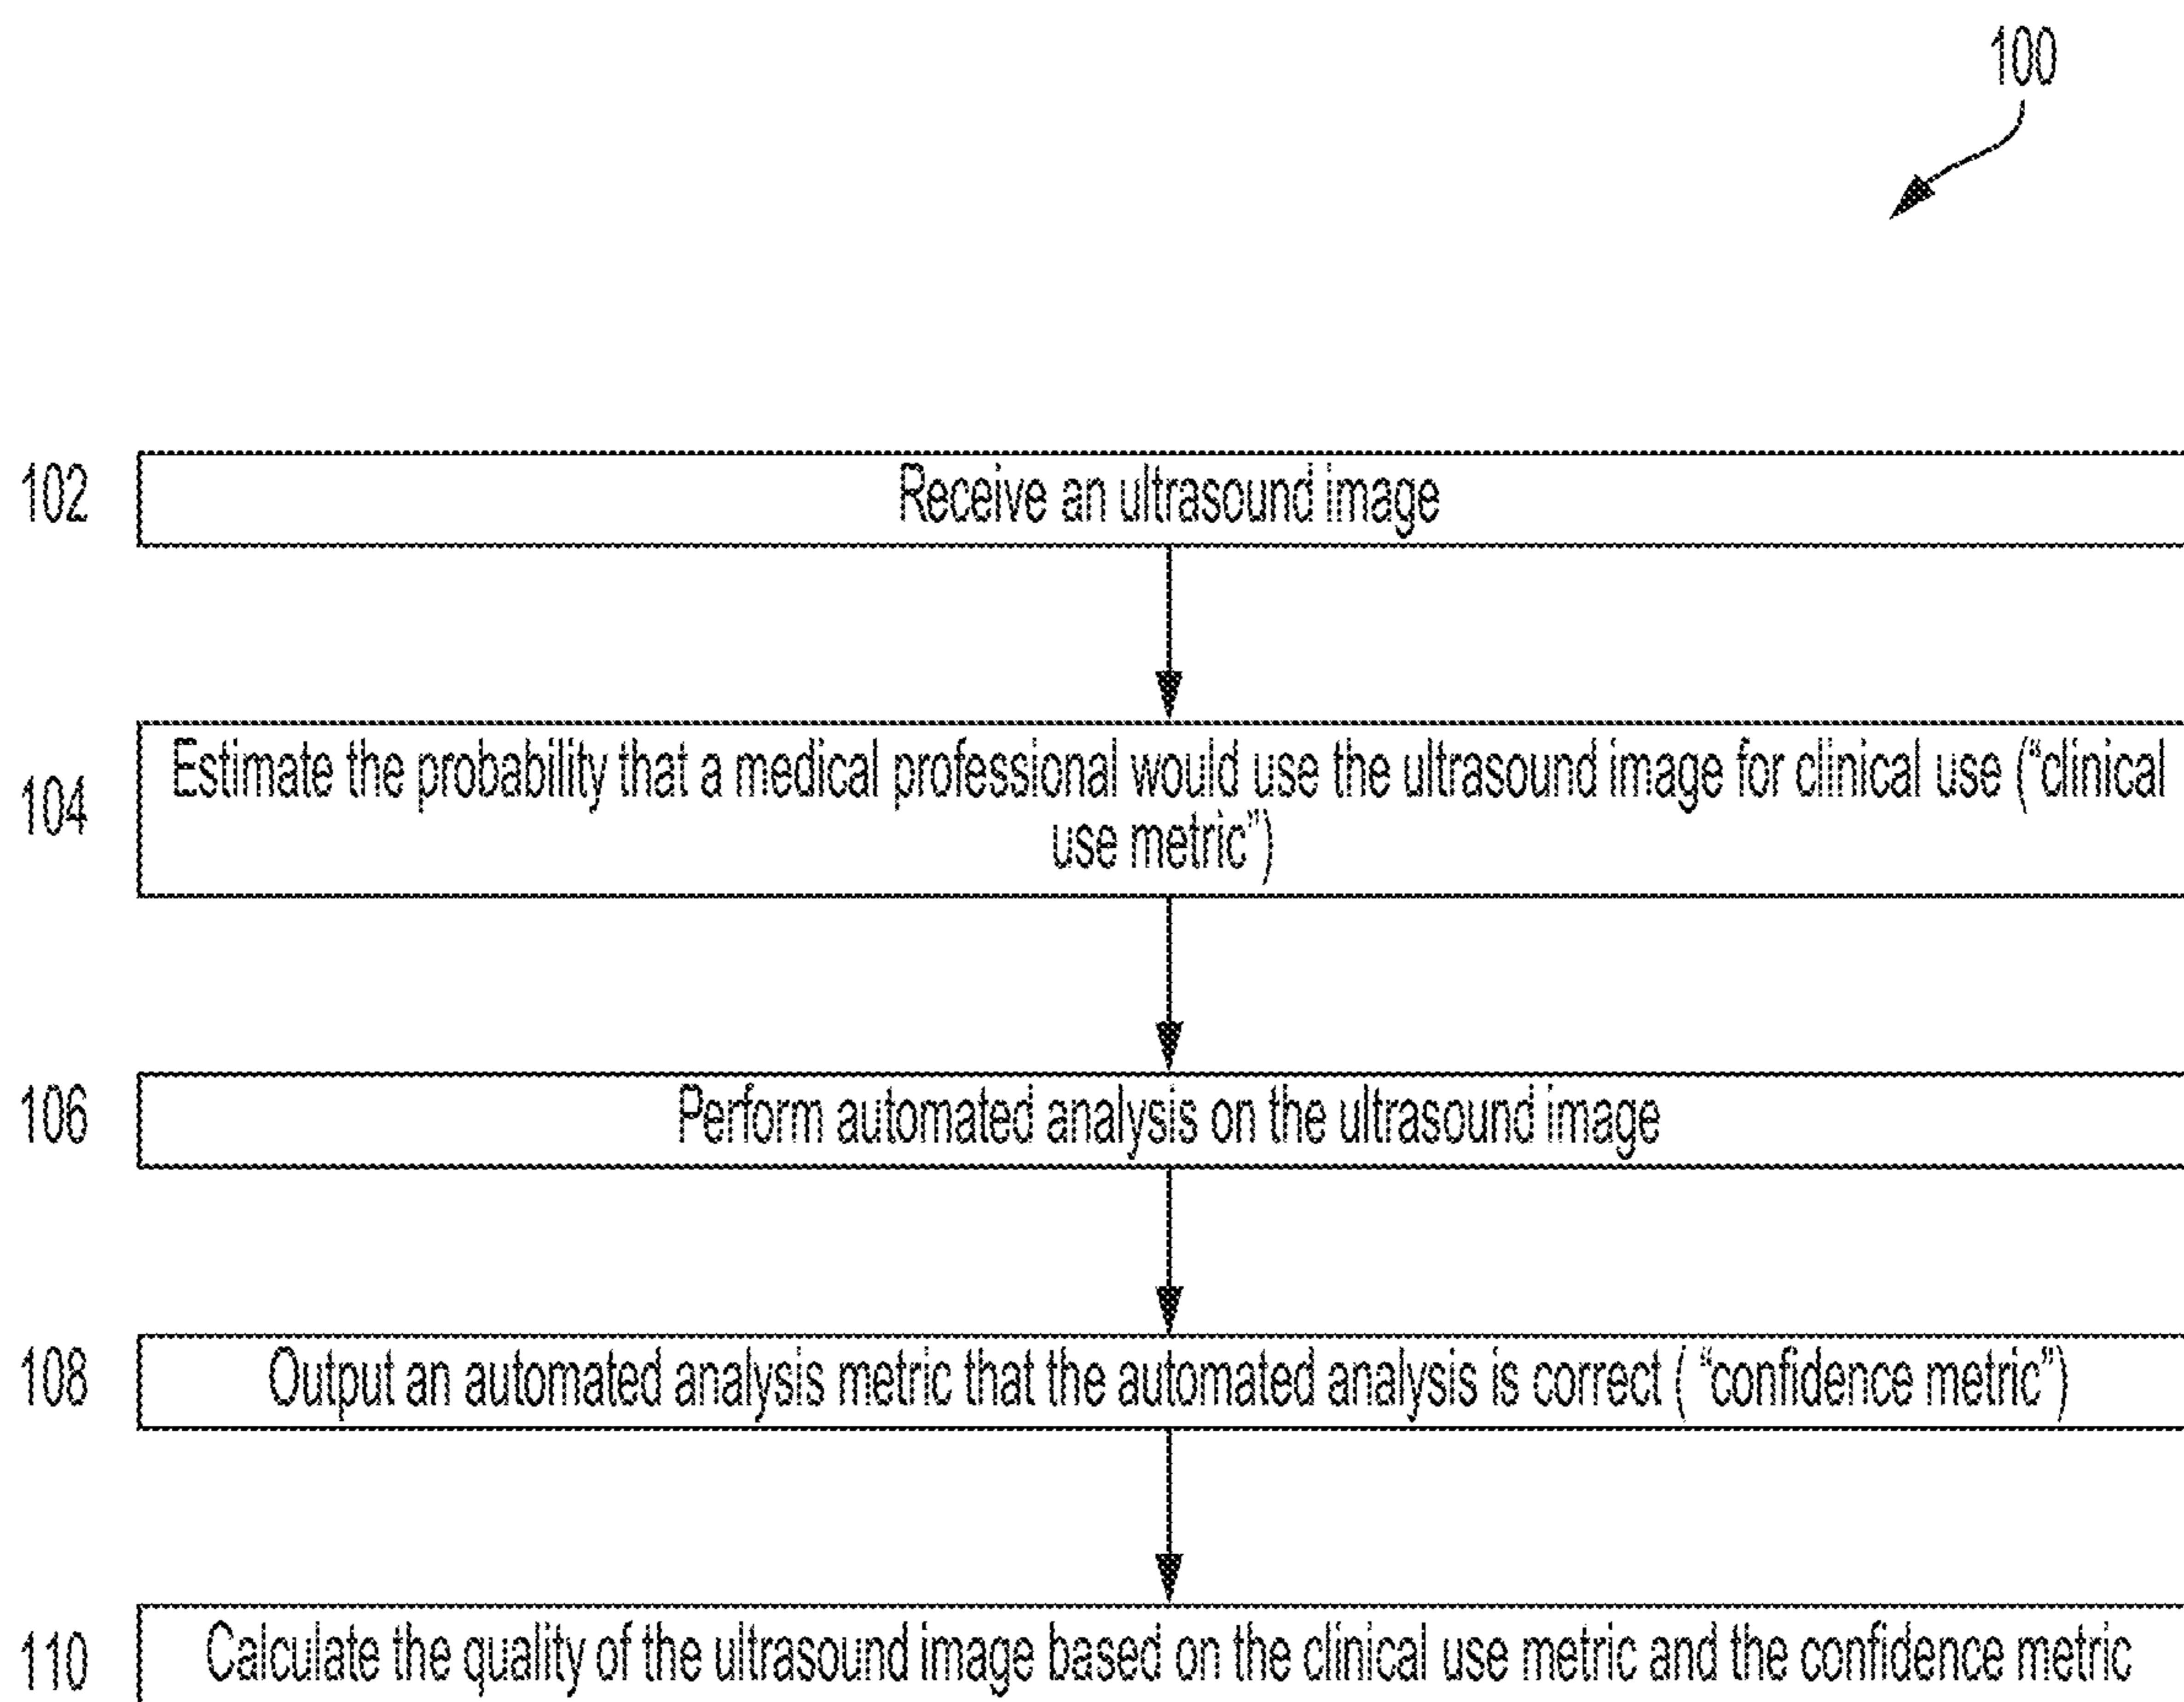 100
102
Receive an ultrasound image
104
Estimate the probability that a medical professional would use the ultrasound image for clinical use (“clinical
use metric”)
106
Perform automated analysis on the ultrasound image
108
Output an automated analysis metric that the automated analysis is correct ( “confidence metric”)
110
Calculate the quality of the ultrasound image based on the clinical use metric and the confidence metric